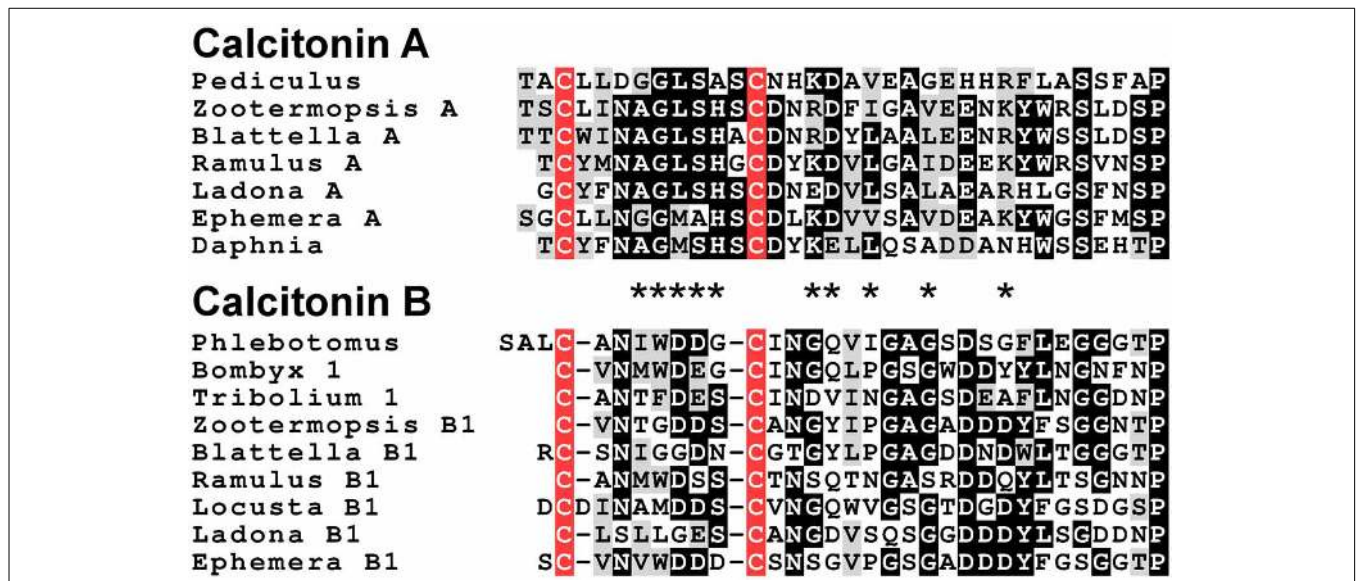 Calcitonin A
Pediculus TACLLDGGLSASCNHKDAVEAGEHHRFLASSFAP
Zootermopsis A TSCLINAGLSHSCDNRDFIGAVEENKYWRSLDSP
Blattella A TTCWINAGLSHACDNRDYLAALEENRYWSSLDSP
Ramulus A TCYMNAGLSHGCDYKDVLGAIDEEKYWRSVNSP
Ladona A GCYFNAGLSHSCDNEDVLSALAEARHLGSFNSP
Ephemera A SGCLLNGGMAHSCDLKDVVSAVDEAKYWGSFMSP
Daphnia TCYFNAGMSHSCDYKELLQSADDANHWSSEHTP
Calcitonin B ***** ** * * *
Phlebotomus SALC-ANIWDDG-CINGQVIGAGSDSGFLEGGGTP
Bombyx 1 C-VNMWDEG-CINGQLPGSGWDDYYLNGNFNP
Tribolium 1 C-ANTFDES-CINDVINGAGSDEAFLNGGDNP
Zootermopsis B1 C-VNTGDDS-CANGYIPGAGADDDYFSGGNTP
Blattella B1 RC-SNIGGDN-CGTGYLPGAGDDNDWLTGGGTP
Ramulus B1 C-ANMWDSS-CTNSQTNGASRDDQYLTSGNNP
Locusta B1 DCDINAMDDS-CVNGQWVGSGTDGDYFGSDGSP
Ladona B1 C-LSLLGES-CANGDVSQSGGDDDYLSGDDNP
Ephemera B1 SC-VNVWDDD-CSNSGVPGSGADDDYFGSGGTP